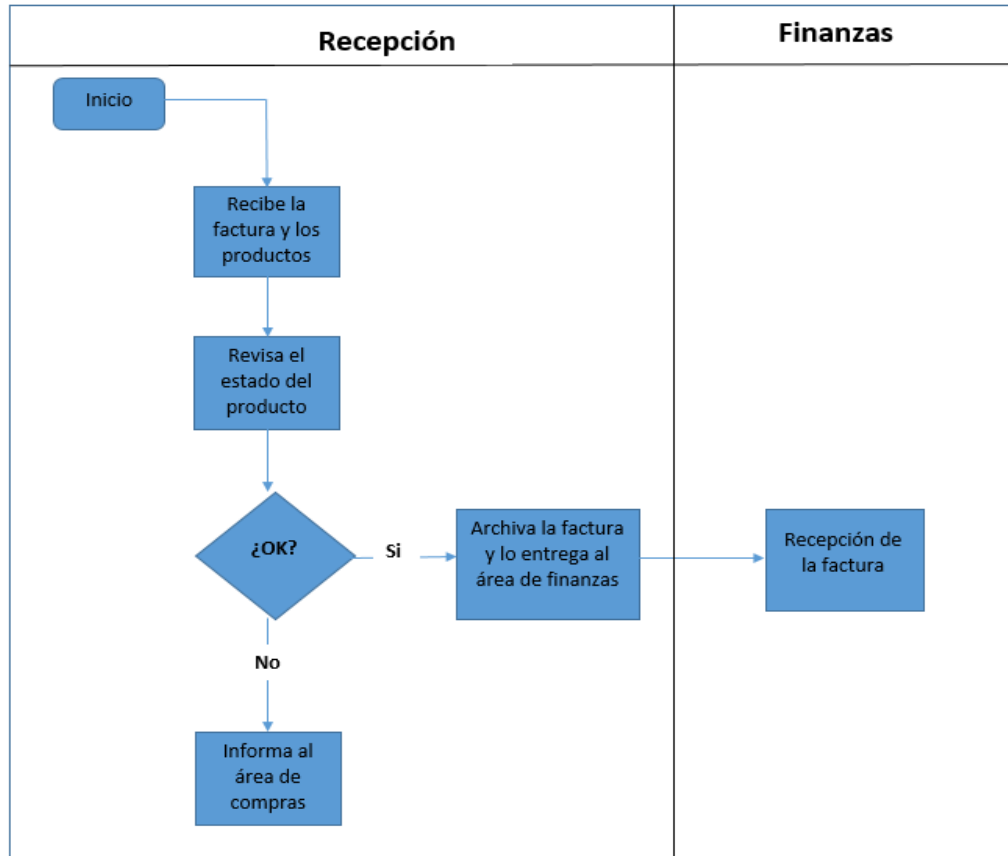 Recepción
Finanzas
Inicio
Recibe la
factura y los
productos
Revisa el
estado del
producto
¿OK?
Si
Archiva la factura
y lo entrega al
área de finanzas
Recepción de
la factura
No
Informa al
área de
compras